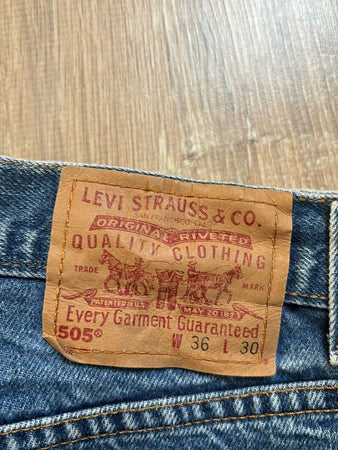 LEVI STRAUSS & CO.
SAN FRANCISCO, CAL.
ORIGINAL RIVETED
QUALITY CLOTHING
TRADE MARK
PATENTED IN U.S. MAY 20 1873
Every Garment Guaranteed
505® W 36 L 30